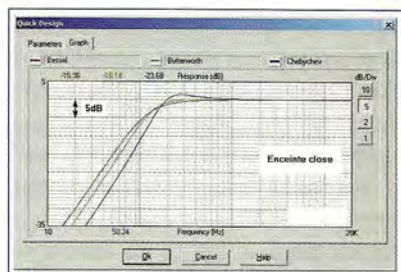 Quick Design
Parameters Graph
Bessel Butterworth Chebychev
-15.36 -18.14 -23.68 Response (dB) dB/Div
5
10
5
2
1
5dB
Enceinte close
-35
10 50.34 Frequency (Hz) 20K
Ok Cancel Help